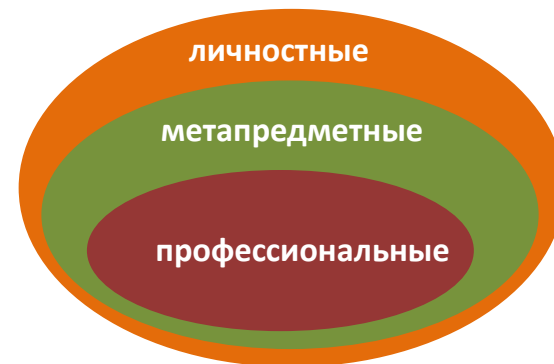 личностные
метапредметные
профессиональные